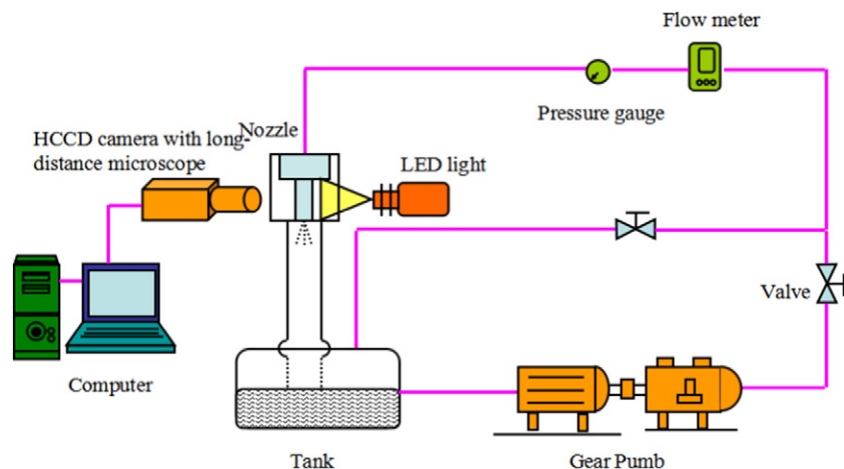 Flow meter
Pressure gauge
Nozzle
HCCD camera with long-
distance microscope
LED light
Valve
Computer
Tank
Gear Pumb